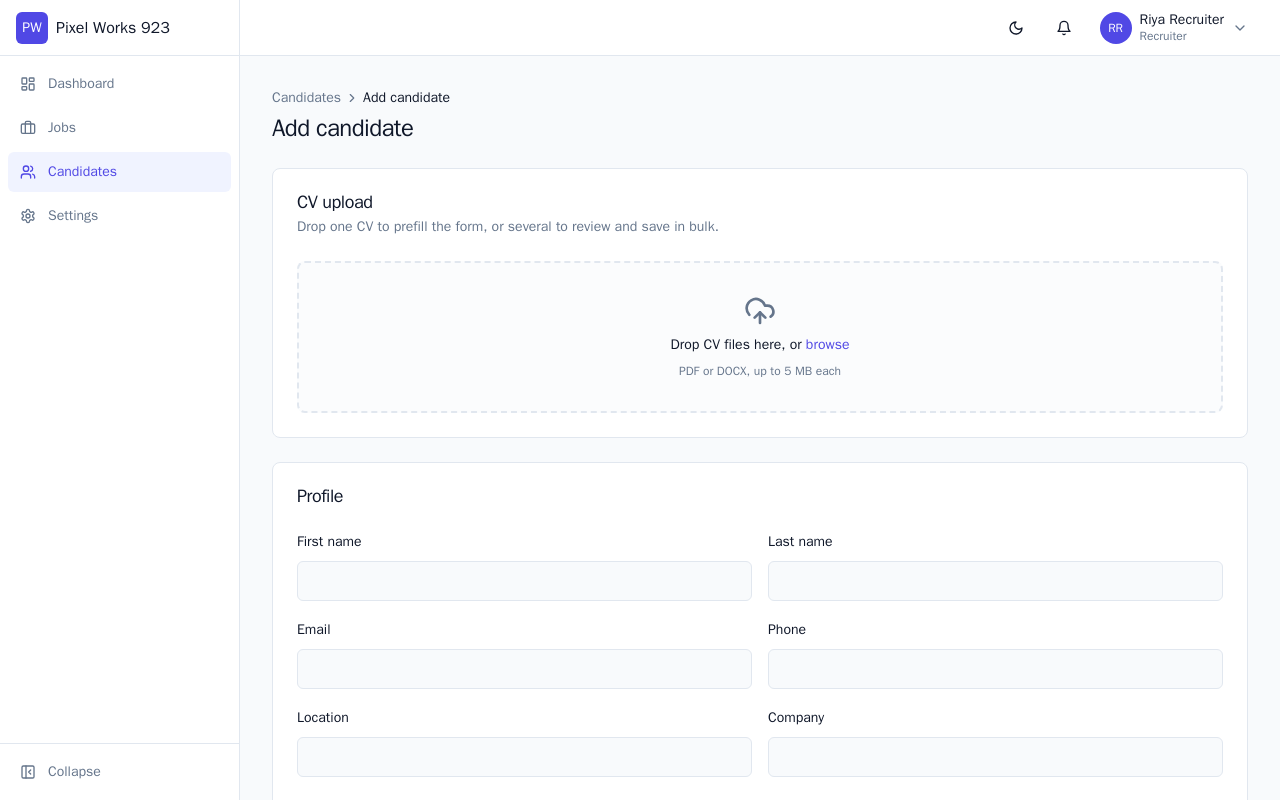 PW Pixel Works 923
RR Riya Recruiter
Recruiter
Dashboard
Jobs
Candidates
Settings
Collapse
Candidates > Add candidate
Add candidate
CV upload
Drop one CV to prefill the form, or several to review and save in bulk.
Drop CV files here, or browse
PDF or DOCX, up to 5 MB each
Profile
First name
Last name
Email
Phone
Location
Company